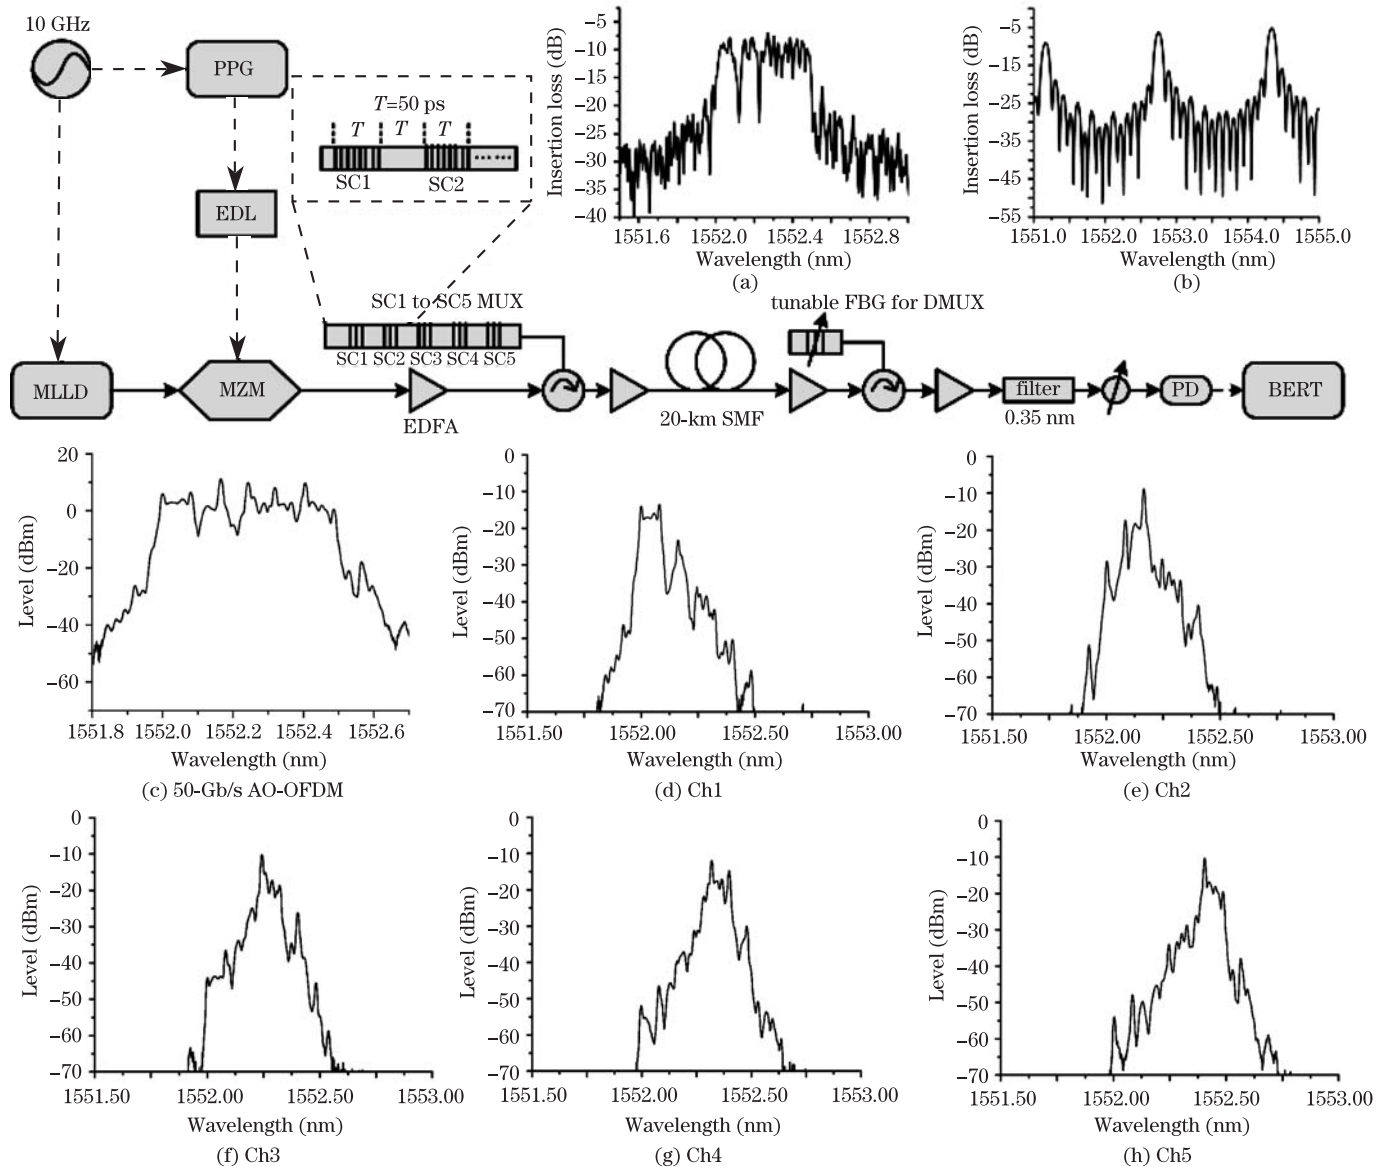 10 GHz
PPG
T=50 ps
T T T
SC1 SC2
EDL
Insertion loss (dB)
−5
−10
−15
−20
−25
−30
−35
−40
1551.6 1552.0 1552.4 1552.8
Wavelength (nm)
(a)
Insertion loss (dB)
−5
−15
−25
−35
−45
−55
1551.0 1552.0 1553.0 1554.0 1555.0
Wavelength (nm)
(b)
SC1 to SC5 MUX
SC1 SC2 SC3 SC4 SC5
tunable FBG for DMUX
MLLD
MZM
EDFA
20-km SMF
filter
0.35 nm
PD
BERT
Level (dBm)
20
0
−20
−40
−60
1551.8 1552.0 1552.2 1552.4 1552.6
Wavelength (nm)
(c) 50-Gb/s AO-OFDM
Level (dBm)
0
−10
−20
−30
−40
−50
−60
−70
1551.50 1552.00 1552.50 1553.00
Wavelength (nm)
(d) Ch1
Level (dBm)
0
−10
−20
−30
−40
−50
−60
−70
1551.50 1552.00 1552.50 1553.00
Wavelength (nm)
(e) Ch2
Level (dBm)
0
−10
−20
−30
−40
−50
−60
−70
1551.50 1552.00 1552.50 1553.00
Wavelength (nm)
(f) Ch3
Level (dBm)
0
−10
−20
−30
−40
−50
−60
−70
1551.50 1552.00 1552.50 1553.00
Wavelength (nm)
(g) Ch4
Level (dBm)
0
−10
−20
−30
−40
−50
−60
−70
1551.50 1552.00 1552.50 1553.00
Wavelength (nm)
(h) Ch5